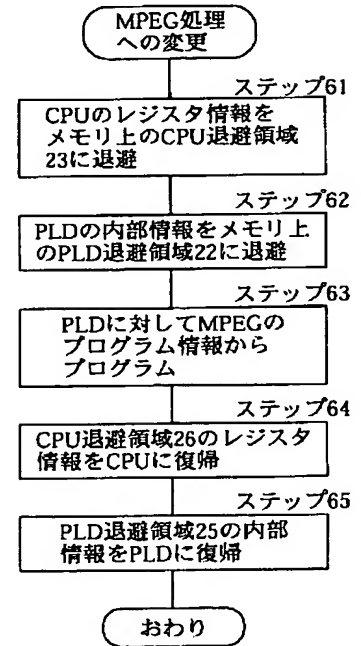 MPEG処理
への変更
ステップ61
CPUのレジスタ情報を
メモリ上のCPU退避領域
23に退避
ステップ62
PLDの内部情報をメモリ上
のPLD退避領域22に退避
ステップ63
PLDに対してMPEGの
プログラム情報から
プログラム
ステップ64
CPU退避領域26のレジスタ
情報をCPUに復帰
ステップ65
PLD退避領域25の内部
情報をPLDに復帰
おわり